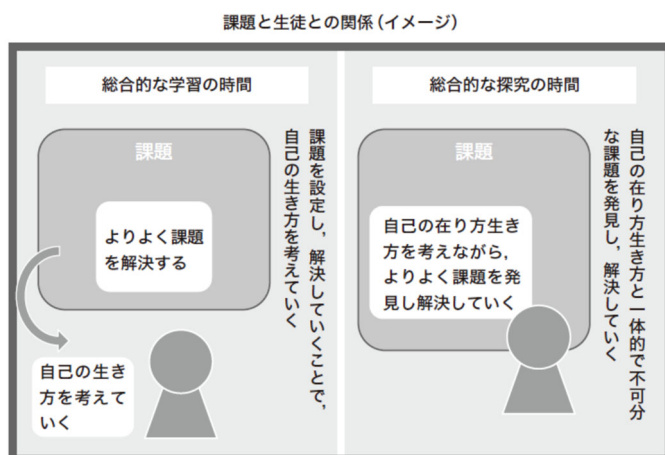 課題と生徒との関係（イメージ）
総合的な学習の時間
課題
よりよく課題
を解決する
自己の生き
方を考えて
いく
課題を設定し，解決していくことで，
自己の生き方を考えていく
総合的な探究の時間
課題
自己の在り方生き
方を考えながら，
よりよく課題を発
見し解決していく
自己の在り方生き方と一体的で不可分
な課題を発見し，解決していく